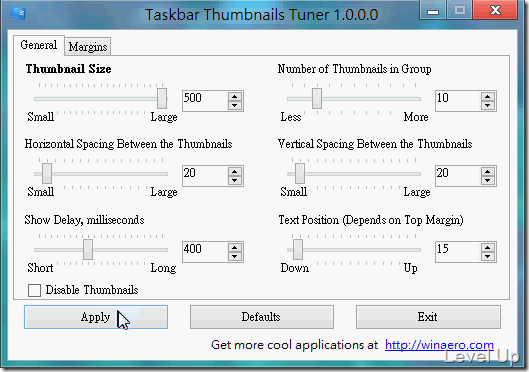 Taskbar Thumbnails Tuner 1.0.0.0
General Margins
Thumbnail Size
500
Small Large
Number of Thumbnails in Group
10
Less More
Horizontal Spacing Between the Thumbnails
20
Small Large
Vertical Spacing Between the Thumbnails
20
Small Large
Show Delay, milliseconds
400
Short Long
Text Position (Depends on Top Margin)
15
Down Up
Disable Thumbnails
Apply Defaults Exit
Get more cool applications at http://winaero.com
Level Up